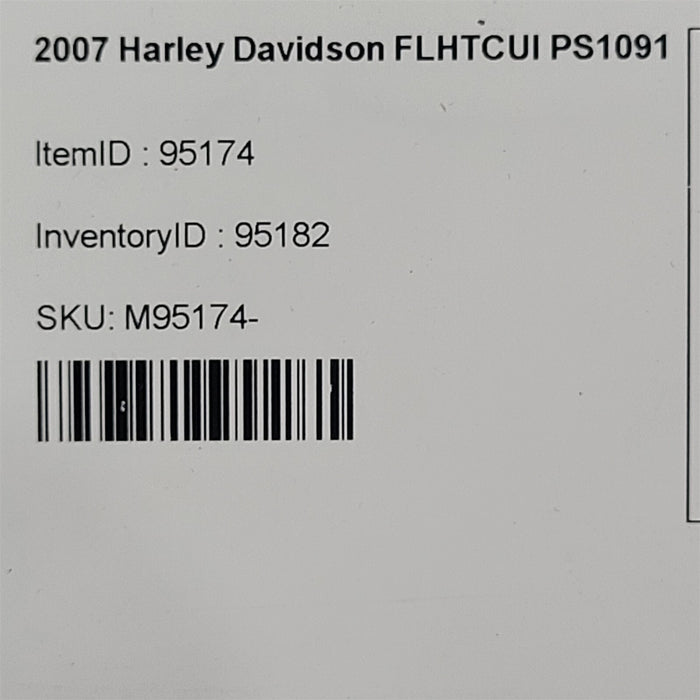 2007 Harley Davidson FLHTCUI PS1091
ItemID : 95174
InventoryID : 95182
SKU: M95174-